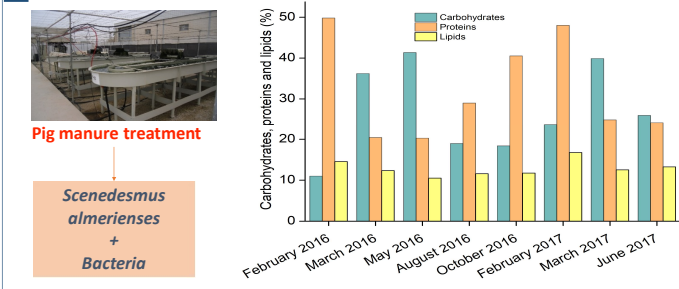 Pig manure treatment
Scenedesmus
almerienses
+
Bacteria
Carbohydrates, proteins and lipids (%)
50
40
30
20
10
0
Carbohydrates
Proteins
Lipids
February 2016
March 2016
May 2016
August 2016
October 2016
February 2017
March 2017
June 2017